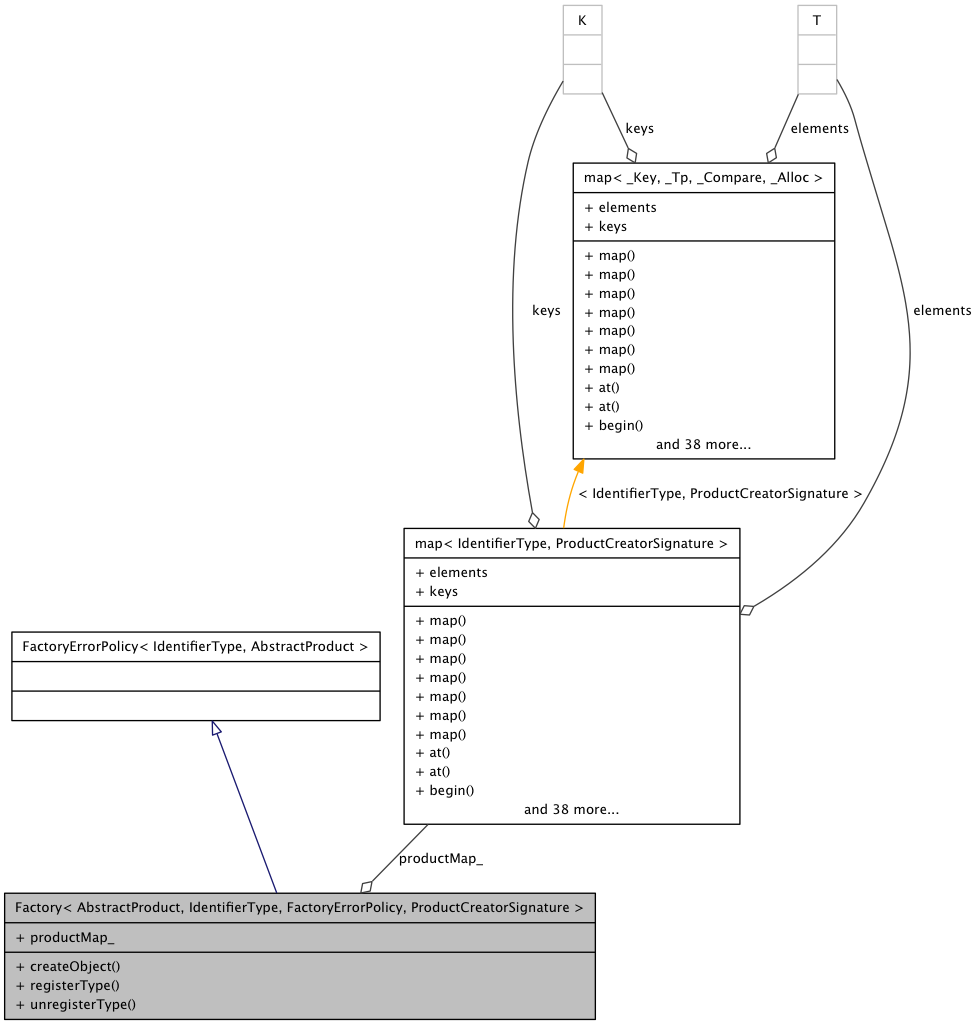 K
T
keys
elements
map< _Key, _Tp, _Compare, _Alloc >
+ elements
+ keys
+ map()
+ map()
+ map()
+ map()
+ map()
+ map()
+ map()
+ at()
+ at()
+ begin()
and 38 more...
keys
elements
< IdentifierType, ProductCreatorSignature >
map< IdentifierType, ProductCreatorSignature >
+ elements
+ keys
+ map()
+ map()
+ map()
+ map()
+ map()
+ map()
+ map()
+ at()
+ at()
+ begin()
and 38 more...
FactoryErrorPolicy< IdentifierType, AbstractProduct >
productMap_
Factory< AbstractProduct, IdentifierType, FactoryErrorPolicy, ProductCreatorSignature >
+ productMap_
+ createObject()
+ registerType()
+ unregisterType()